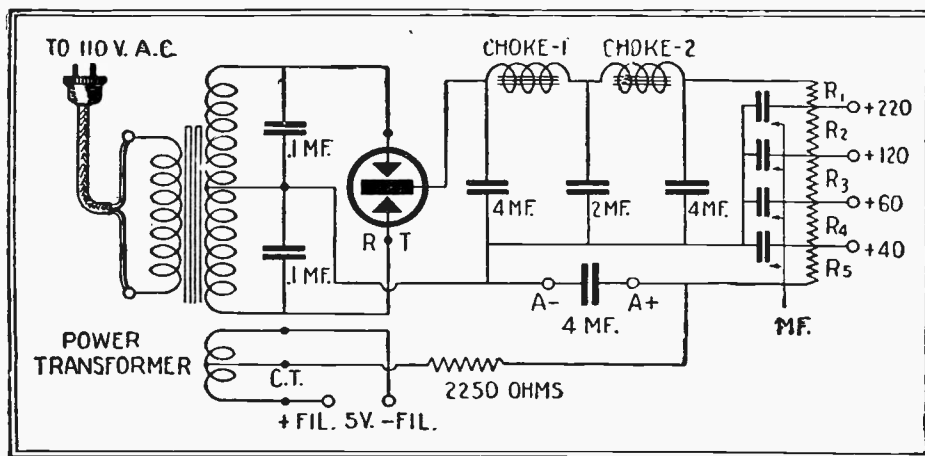 TO 110 V. A.C.
CHOKE-1
CHOKE-2
.1 MF.
.1 MF.
R T
4 MF.
2 MF.
4 MF.
R1
+220
R2
+120
R3
+60
R4
+40
R5
A-
A+
4 MF.
MF.
POWER
TRANSFORMER
C.T.
2250 OHMS
+FIL. 5V. -FIL.